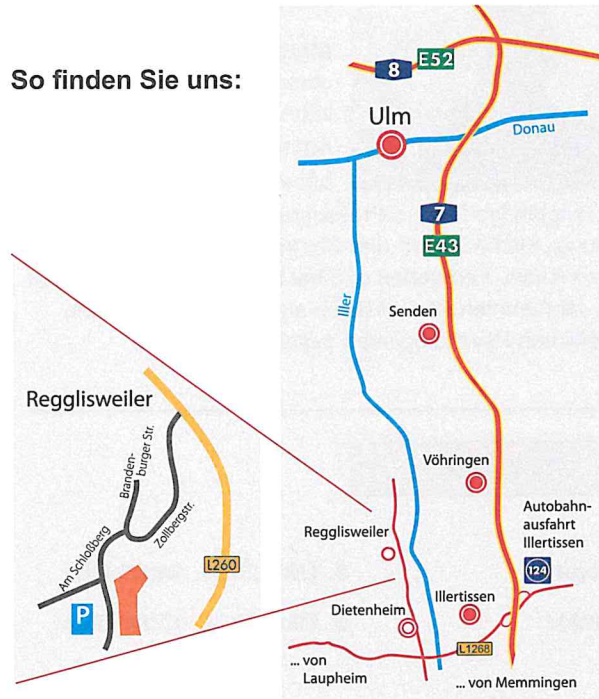 So finden Sie uns:
8
E52
Ulm
Donau
7
E43
Iller
Senden
Vöhringen
Autobahn-
ausfahrt
Illertissen
124
Regglisweiler
Dietenheim
Illertissen
L1268
... von
Laupheim
... von Memmingen
Regglisweiler
Branden-
burger Str.
Zollbergstr.
Am Schloßberg
L260
P